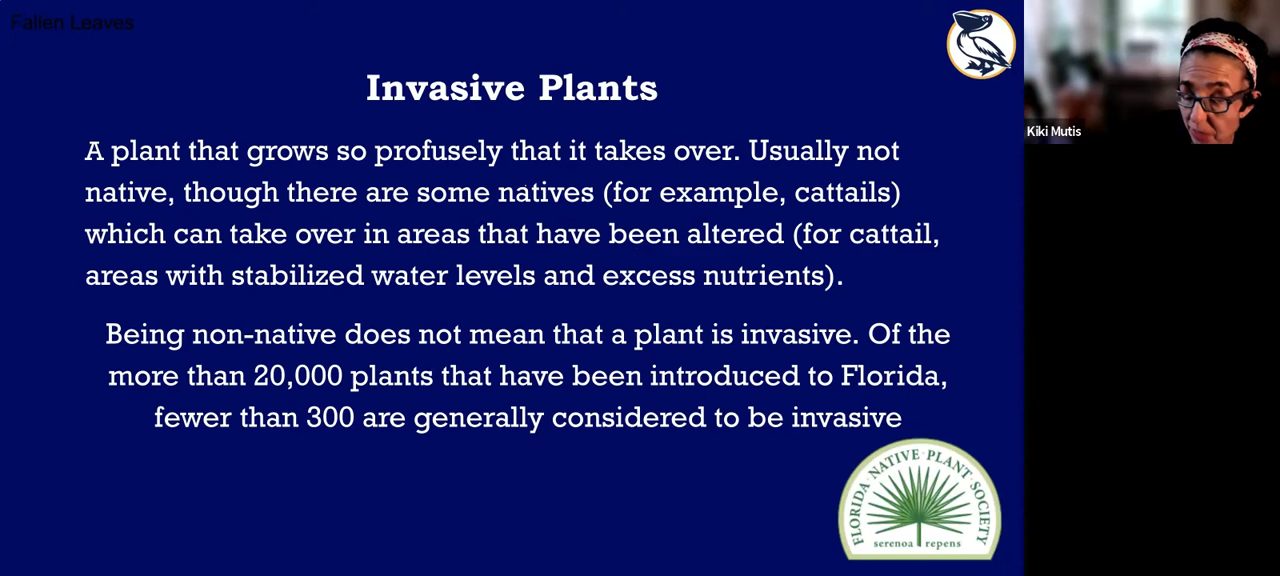 Fallen Leaves
Invasive Plants
Kiki Mutis
A plant that grows so profusely that it takes over. Usually not
native, though there are some natives (for example, cattails)
which can take over in areas that have been altered (for cattail,
areas with stabilized water levels and excess nutrients).
Being non-native does not mean that a plant is invasive. Of the
more than 20,000 plants that have been introduced to Florida,
fewer than 300 are generally considered to be invasive
FLORIDA NATIVE PLANT SOCIETY
serenoa repens